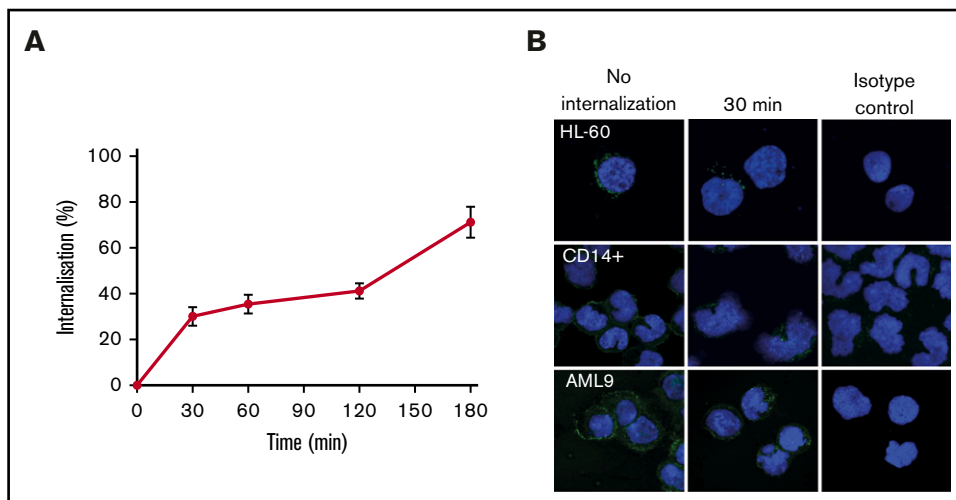 A
Internalisation (%)
100
80
60
40
20
0
0 30 60 90 120 150 180
Time (min)
B
No
internalization
30 min
Isotype
control
HL-60
CD14+
AML9